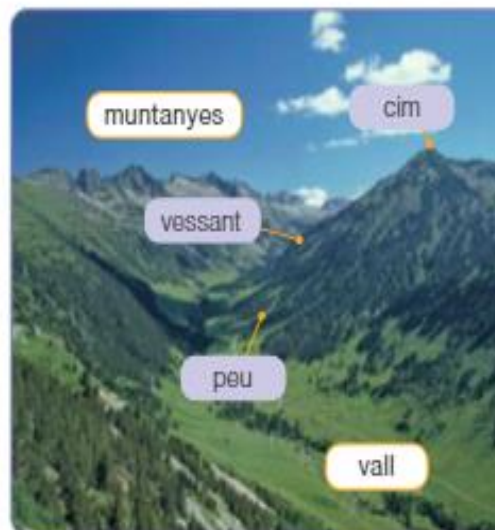 muntanyes
cim
vessant
peu
vall